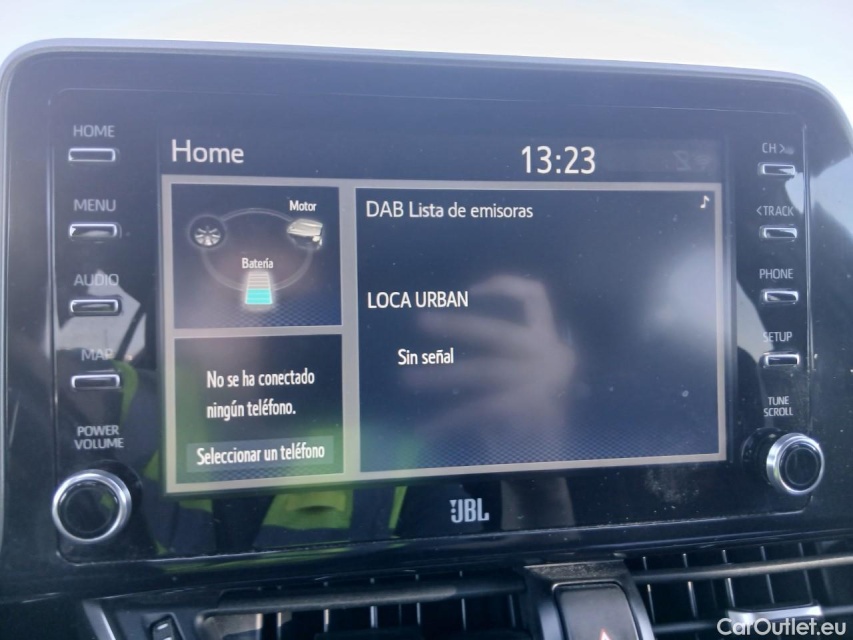 HOME
MENU
AUDIO
MAP
POWER
VOLUME
Home
13:23
Motor
Batería
DAB Lista de emisoras
LOCA URBAN
Sin señal
No se ha conectado
ningún teléfono.
Seleccionar un teléfono
CH >
< TRACK
PHONE
SETUP
TUNE
SCROLL
JBL
CarOutlet.eu